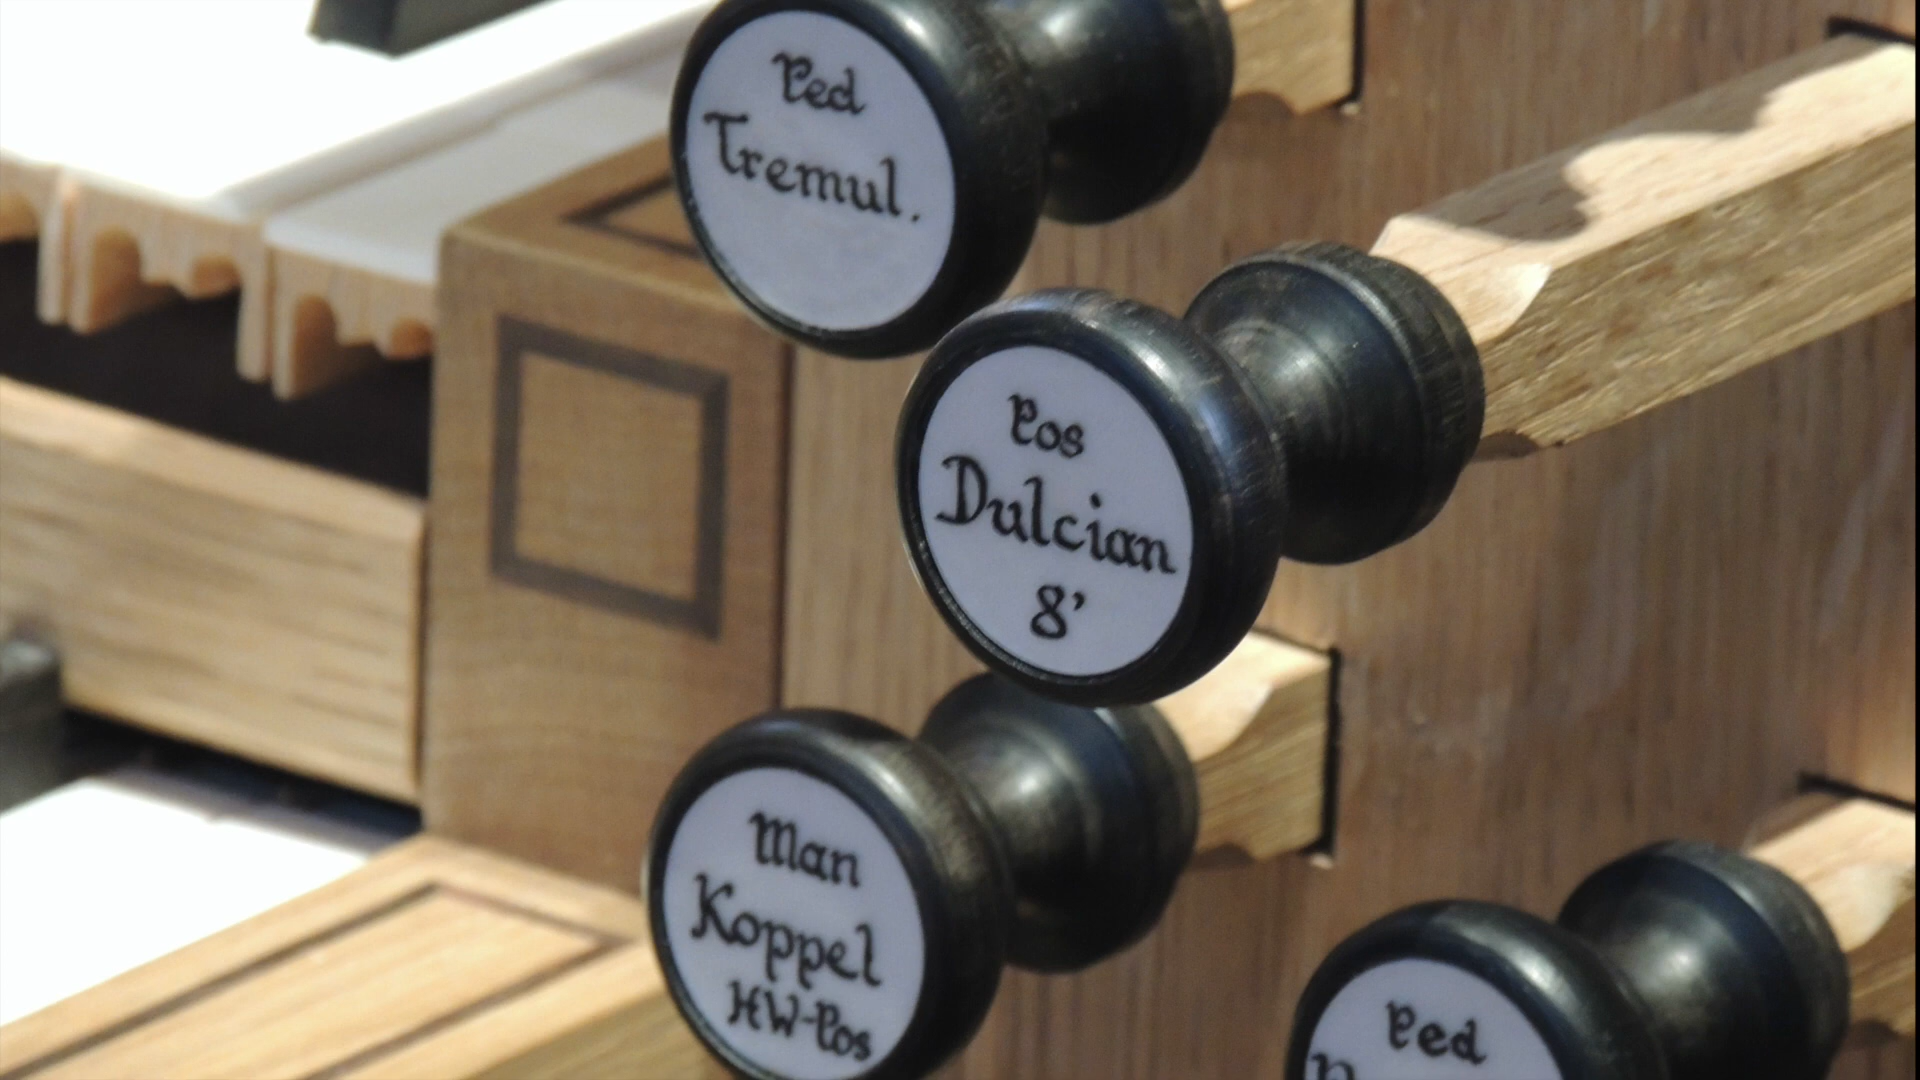 Ped
Tremul.
Pos
Dulcian
8'
Man
Koppel
HW-Pos
Ped